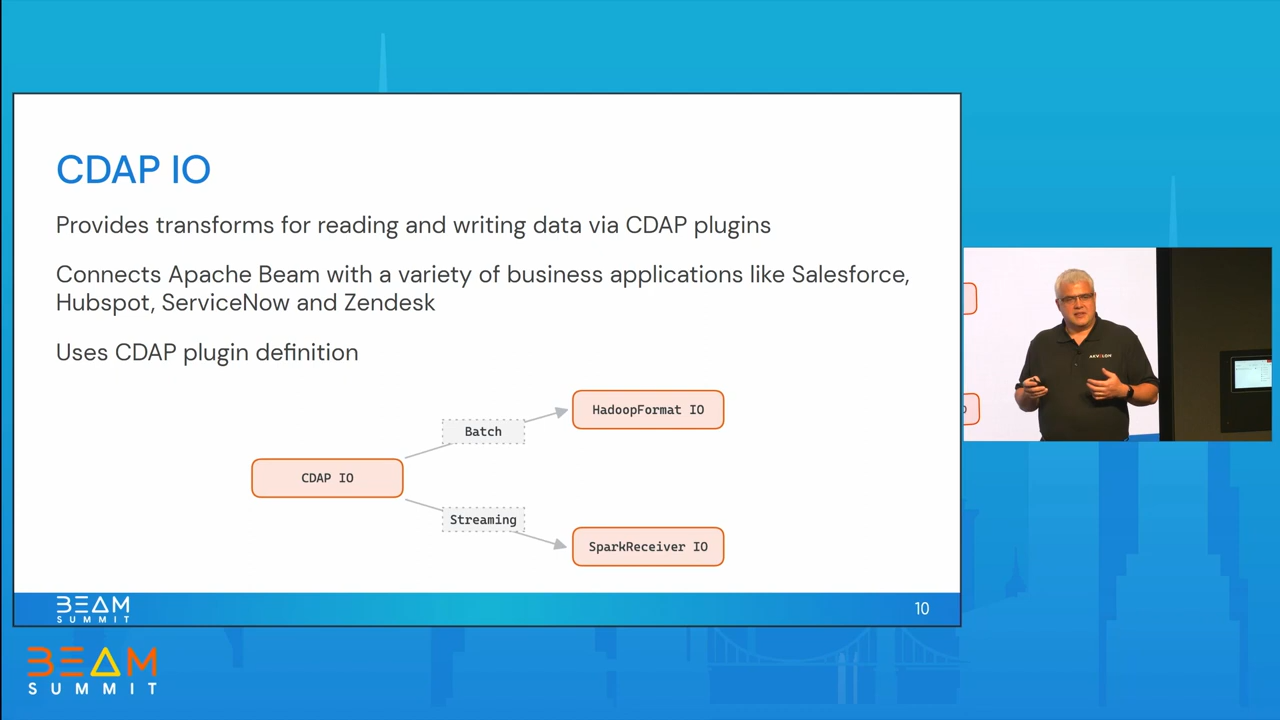 CDAP IO
Provides transforms for reading and writing data via CDAP plugins
Connects Apache Beam with a variety of business applications like Salesforce,
Hubspot, ServiceNow and Zendesk
Uses CDAP plugin definition
HadoopFormat IO
Batch
CDAP IO
Streaming
SparkReceiver IO
BEAM
SUMMIT
10
AKVELON
BEAM
SUMMIT